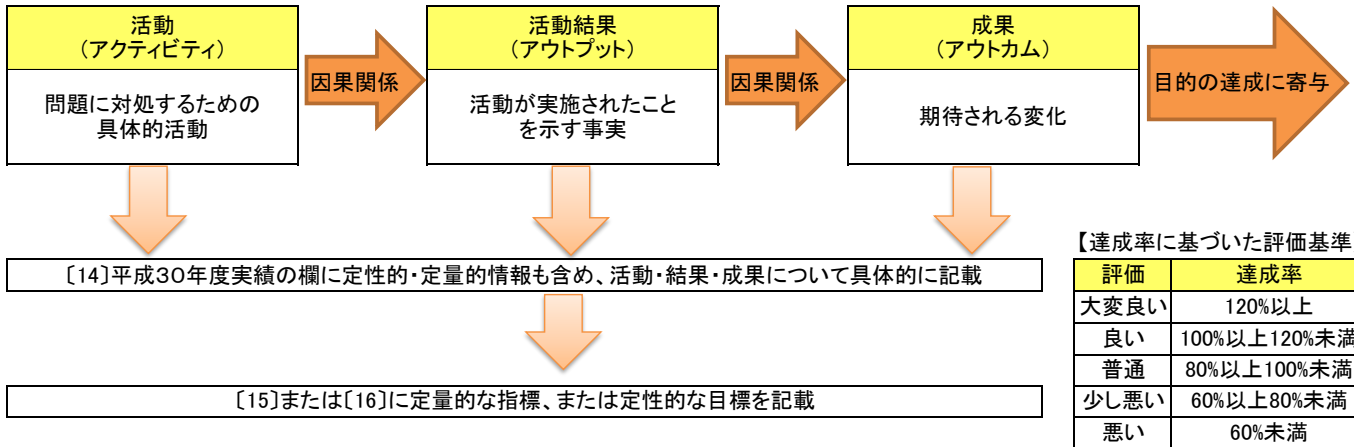 活動
（アクティビティ）
問題に対処するための
具体的活動
因果関係
活動結果
（アウトプット）
活動が実施されたこと
を示す事実
因果関係
成果
（アウトカム）
期待される変化
目的の達成に寄与
〔14〕平成３０年度実績の欄に定性的・定量的情報も含め、活動・結果・成果について具体的に記載
〔15〕または〔16〕に定量的な指標、または定性的な目標を記載
【達成率に基づいた評価基準
評価 達成率
大変良い 120%以上
良い 100%以上120%未満
普通 80%以上100%未満
少し悪い 60%以上80%未満
悪い 60%未満